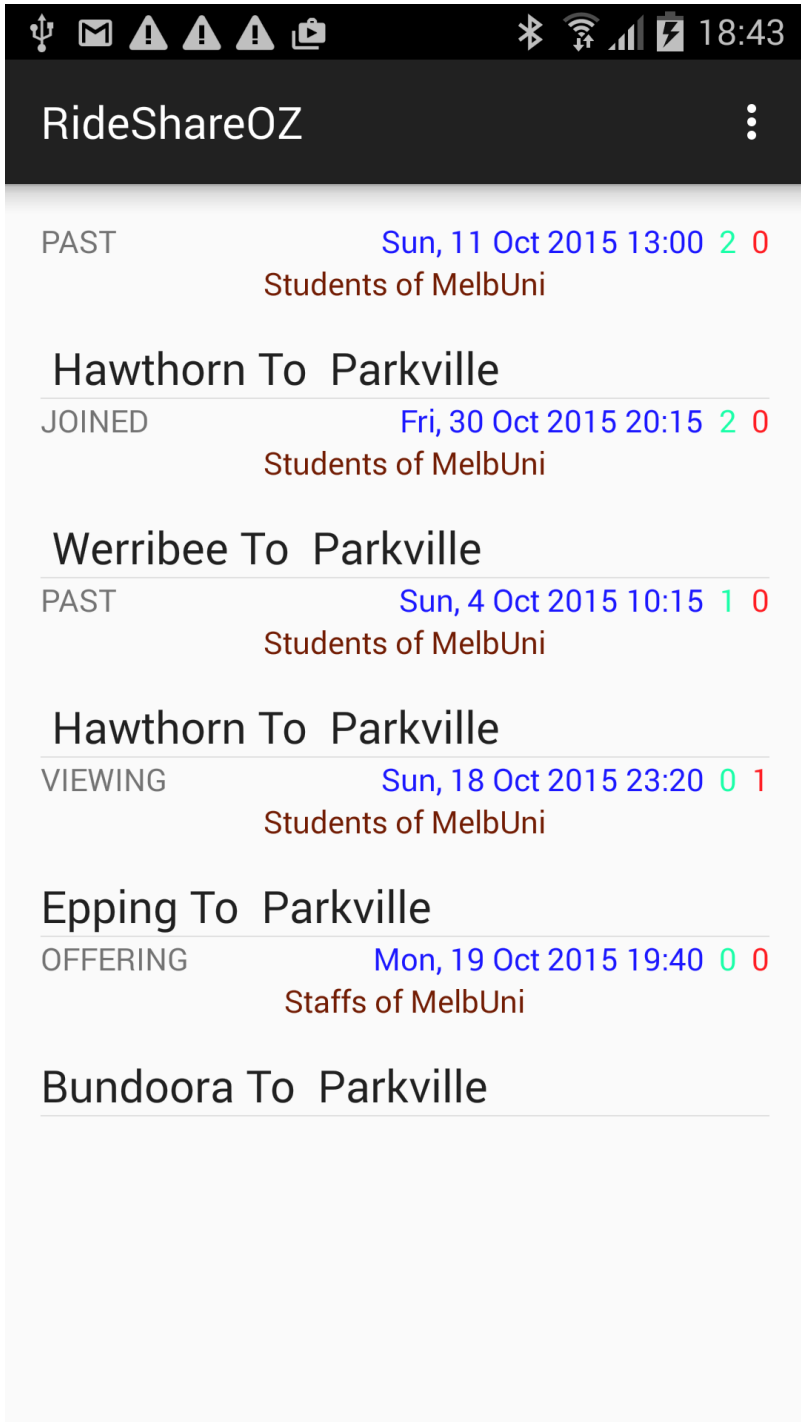 18:43
RideShareOZ
PAST Sun, 11 Oct 2015 13:00 2 0
Students of MelbUni
Hawthorn To Parkville
JOINED Fri, 30 Oct 2015 20:15 2 0
Students of MelbUni
Werribee To Parkville
PAST Sun, 4 Oct 2015 10:15 1 0
Students of MelbUni
Hawthorn To Parkville
VIEWING Sun, 18 Oct 2015 23:20 0 1
Students of MelbUni
Epping To Parkville
OFFERING Mon, 19 Oct 2015 19:40 0 0
Staffs of MelbUni
Bundoora To Parkville